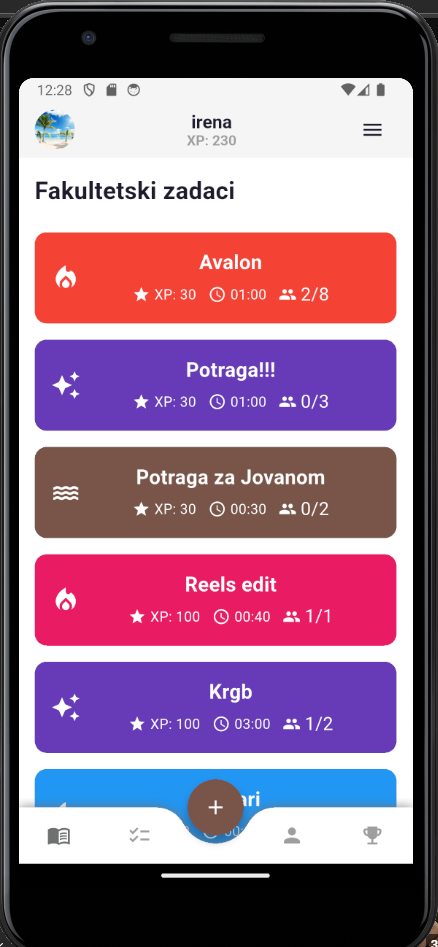 12:28
irena
XP: 230
Fakultetski zadaci
Avalon
XP: 30 01:00 2/8
Potraga!!!
XP: 30 01:00 0/3
Potraga za Jovanom
XP: 30 00:30 0/2
Reels edit
XP: 100 00:40 1/1
Krgb
XP: 100 03:00 1/2